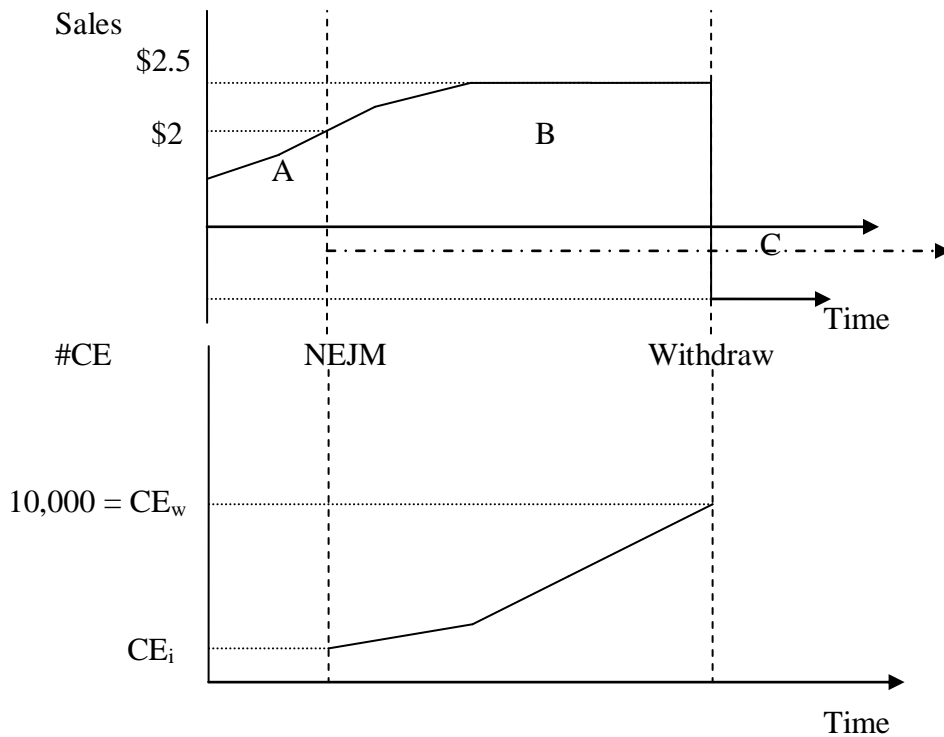 Sales
$2.5
$2
A
B
C
Time
#CE
NEJM
Withdraw
10,000 = CEw
CEi
Time